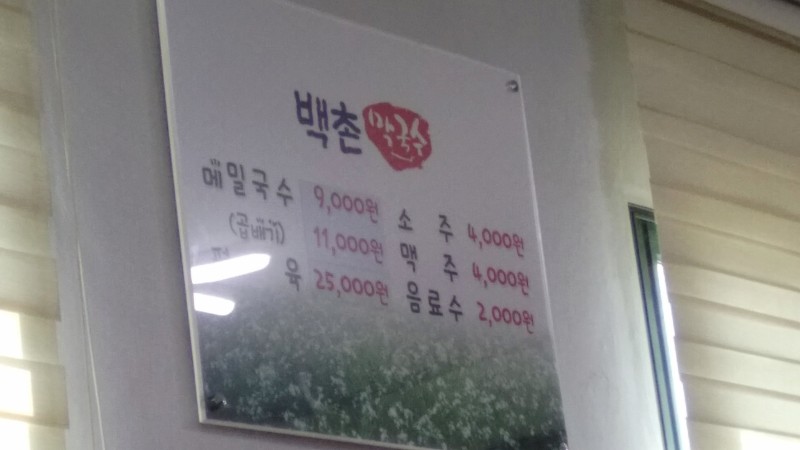 백촌 막국수
메밀국수 9,000원 소주 4,000원
(곱배기) 11,000원 맥주 4,000원
육 25,000원 음료수 2,000원